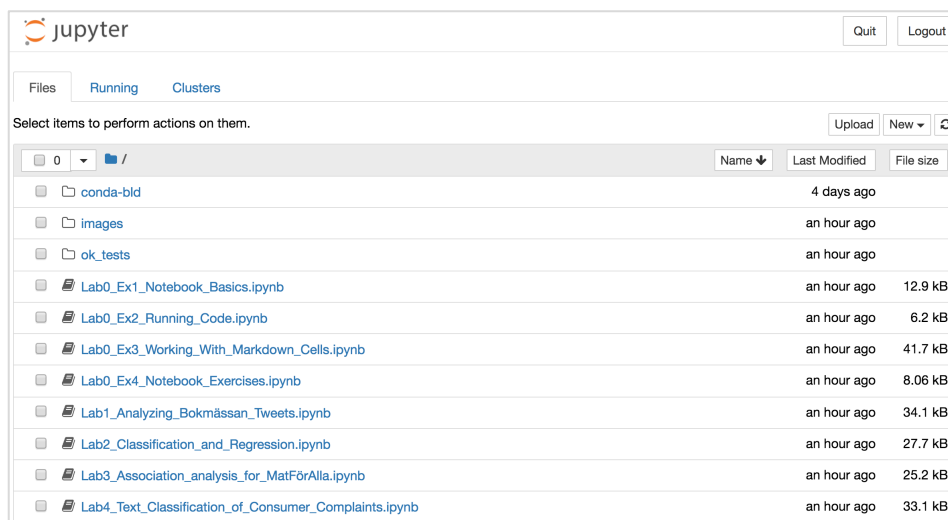 jupyter Quit Logout
Files Running Clusters
Select items to perform actions on them. Upload New
0 / Name Last Modified File size
conda-bld 4 days ago
images an hour ago
ok_tests an hour ago
Lab0_Ex1_Notebook_Basics.ipynb an hour ago 12.9 kB
Lab0_Ex2_Running_Code.ipynb an hour ago 6.2 kB
Lab0_Ex3_Working_With_Markdown_Cells.ipynb an hour ago 41.7 kB
Lab0_Ex4_Notebook_Exercises.ipynb an hour ago 8.06 kB
Lab1_Analyzing_Bokmässan_Tweets.ipynb an hour ago 34.1 kB
Lab2_Classification_and_Regression.ipynb an hour ago 27.7 kB
Lab3_Association_analysis_for_MatFörAlla.ipynb an hour ago 25.2 kB
Lab4_Text_Classification_of_Consumer_Complaints.ipynb an hour ago 33.1 kB